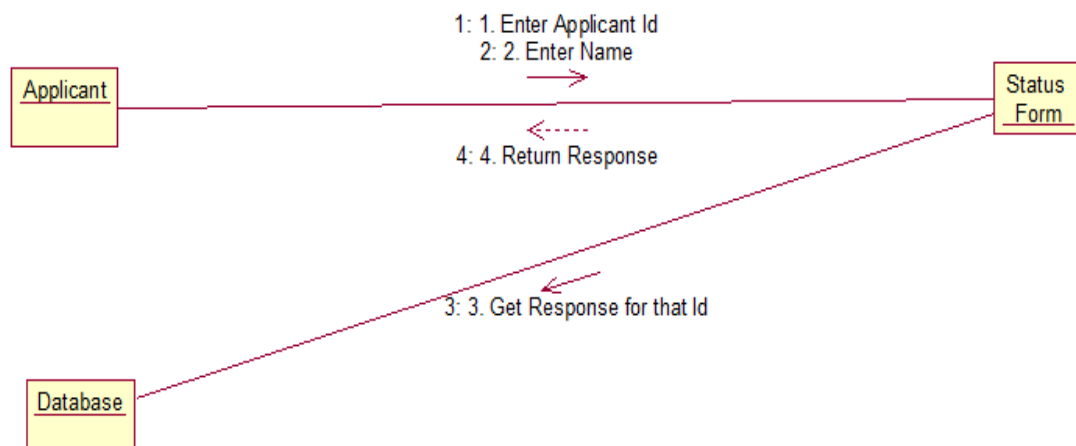 1: 1. Enter Applicant Id
2: 2. Enter Name
Applicant
Status
Form
4: 4. Return Response
3: 3. Get Response for that Id
Database